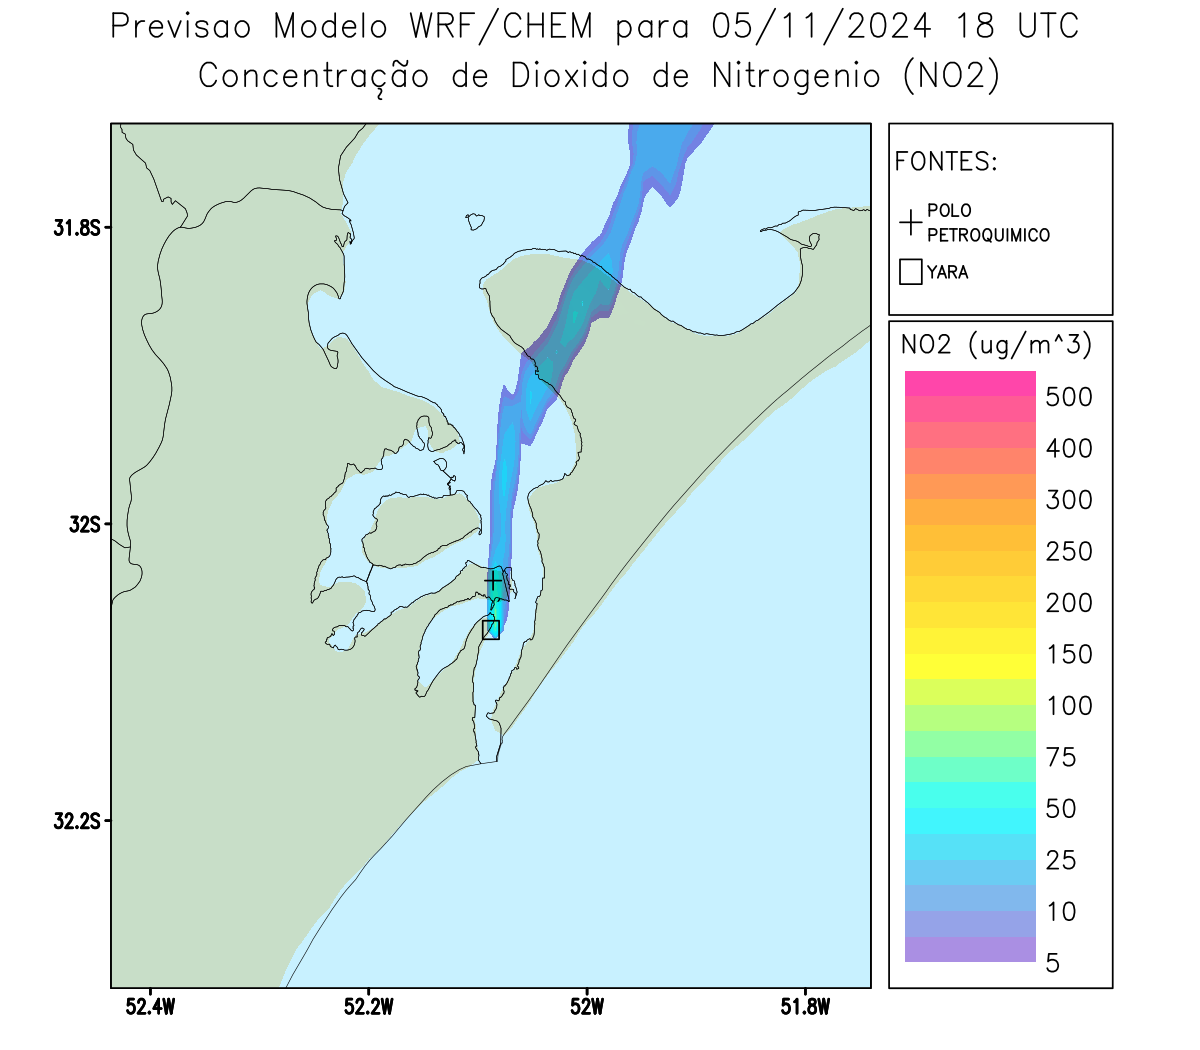 Previsao Modelo WRF/CHEM para 05/11/2024 18 UTC
Concentração de Dioxido de Nitrogenio (NO2)
FONTES:
POLO
PETROQUIMICO
YARA
NO2 (ug/m^3)
500
400
300
250
200
150
100
75
50
25
10
5
31.8S
32S
32.2S
52.4W
52.2W
52W
51.8W